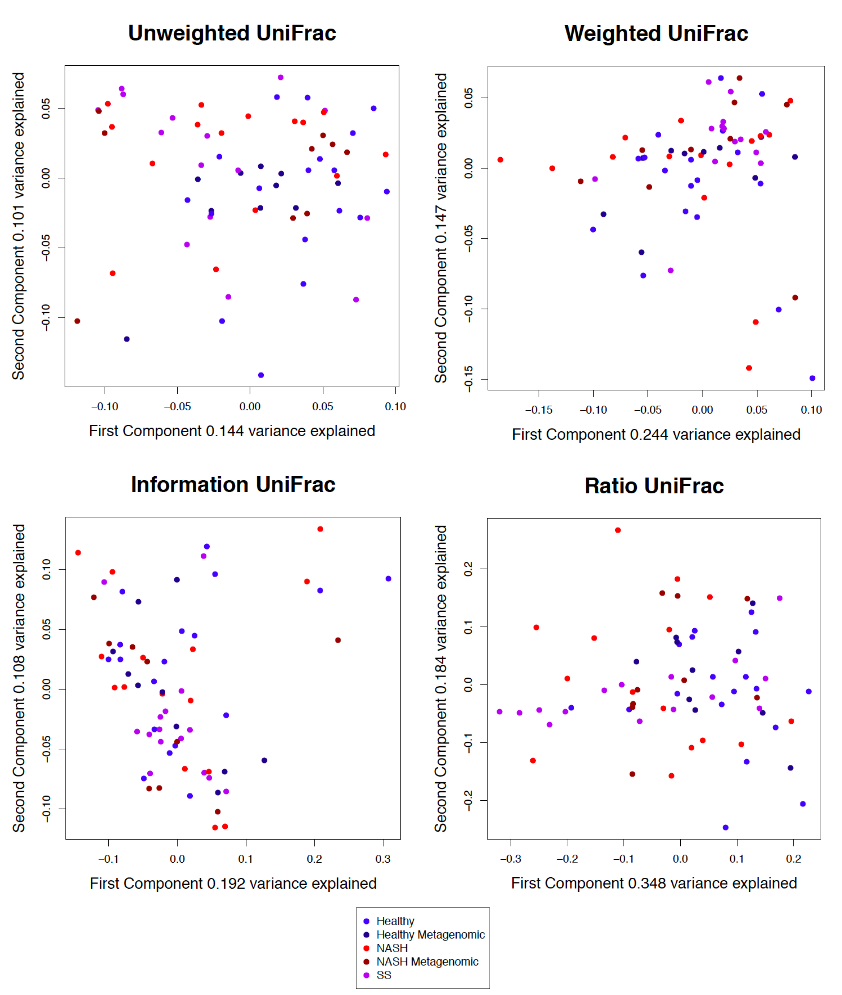 Unweighted UniFrac
Second Component 0.101 variance explained
0.05
0.00
−0.05
−0.10
−0.10 −0.05 0.00 0.05 0.10
First Component 0.144 variance explained
Weighted UniFrac
Second Component 0.147 variance explained
0.05
0.00
−0.05
−0.10
−0.15
−0.15 −0.10 −0.05 0.00 0.05 0.10
First Component 0.244 variance explained
Information UniFrac
Second Component 0.108 variance explained
0.10
0.05
0.00
−0.05
−0.10
−0.1 0.0 0.1 0.2 0.3
First Component 0.192 variance explained
Ratio UniFrac
Second Component 0.184 variance explained
0.2
0.1
0.0
−0.1
−0.2
−0.3 −0.2 −0.1 0.0 0.1 0.2
First Component 0.348 variance explained
Healthy
Healthy Metagenomic
NASH
NASH Metagenomic
SS